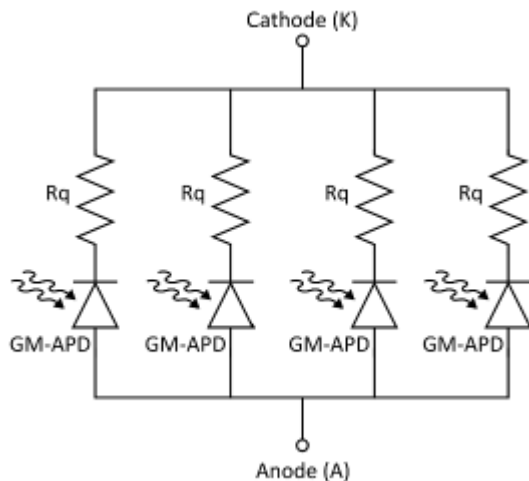 Cathode (K)
Rq
Rq
Rq
Rq
GM-APD
GM-APD
GM-APD
GM-APD
Anode (A)